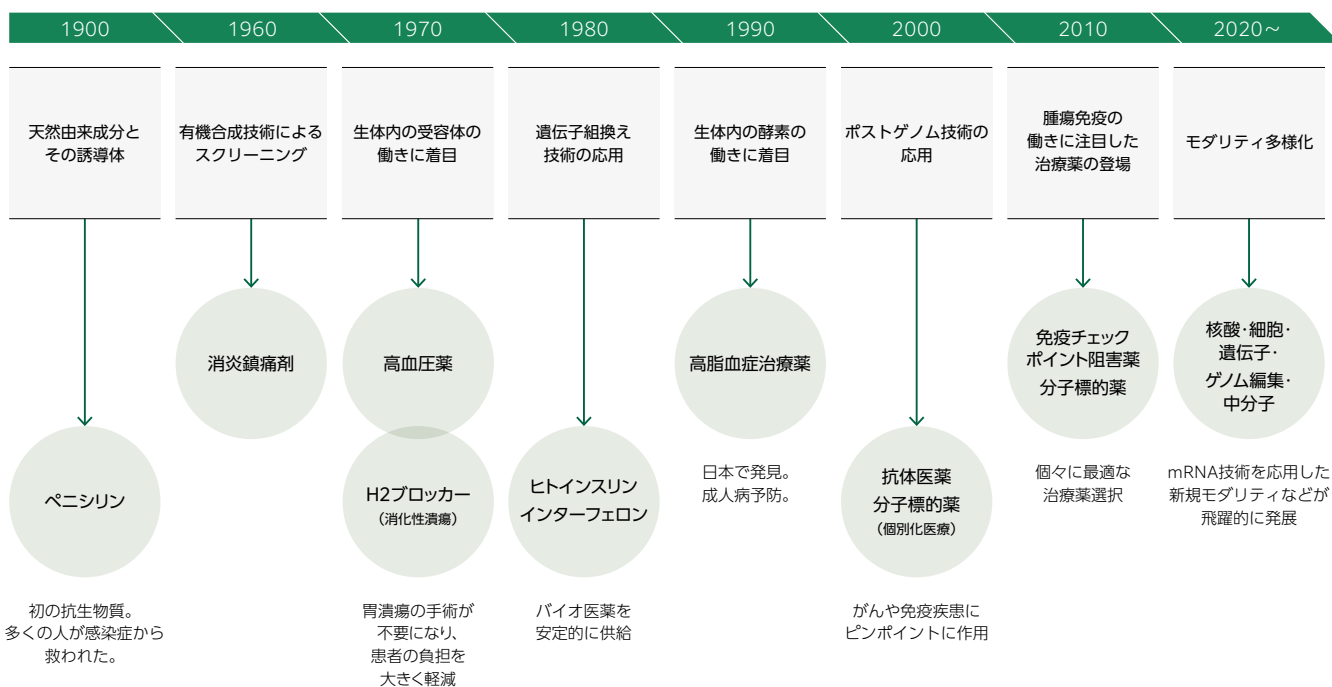 1900
1960
1970
1980
1990
2000
2010
2020～
天然由来成分と
その誘導体
有機合成技術による
スクリーニング
生体内の受容体の
働きに着目
遺伝子組換え
技術の応用
生体内の酵素の
働きに着目
ポストゲノム技術の
応用
腫瘍免疫の
働きに注目した
治療薬の登場
モダリティ多様化
ペニシリン
初の抗生物質。
多くの人が感染症から
救われた。
消炎鎮痛剤
高血圧薬
H2ブロッカー
（消化性潰瘍）
胃潰瘍の手術が
不要になり、
患者の負担を
大きく軽減
ヒトインスリン
インターフェロン
バイオ医薬を
安定的に供給
高脂血症治療薬
日本で発見。
成人病予防。
抗体医薬
分子標的薬
（個別化医療）
がんや免疫疾患に
ピンポイントに作用
免疫チェック
ポイント阻害薬
分子標的薬
個々に最適な
治療薬選択
核酸・細胞・
遺伝子・
ゲノム編集・
中分子
mRNA技術を応用した
新規モダリティなどが
飛躍的に発展